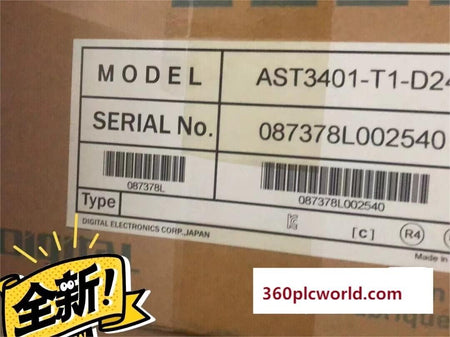 MODEL AST3401-T1-D24
SERIAL No. 087378L002540
087378L 087378L002540
Type
DIGITAL ELECTRONICS CORP.,JAPAN
[C] R4
Made in
全新!
360plcworld.com